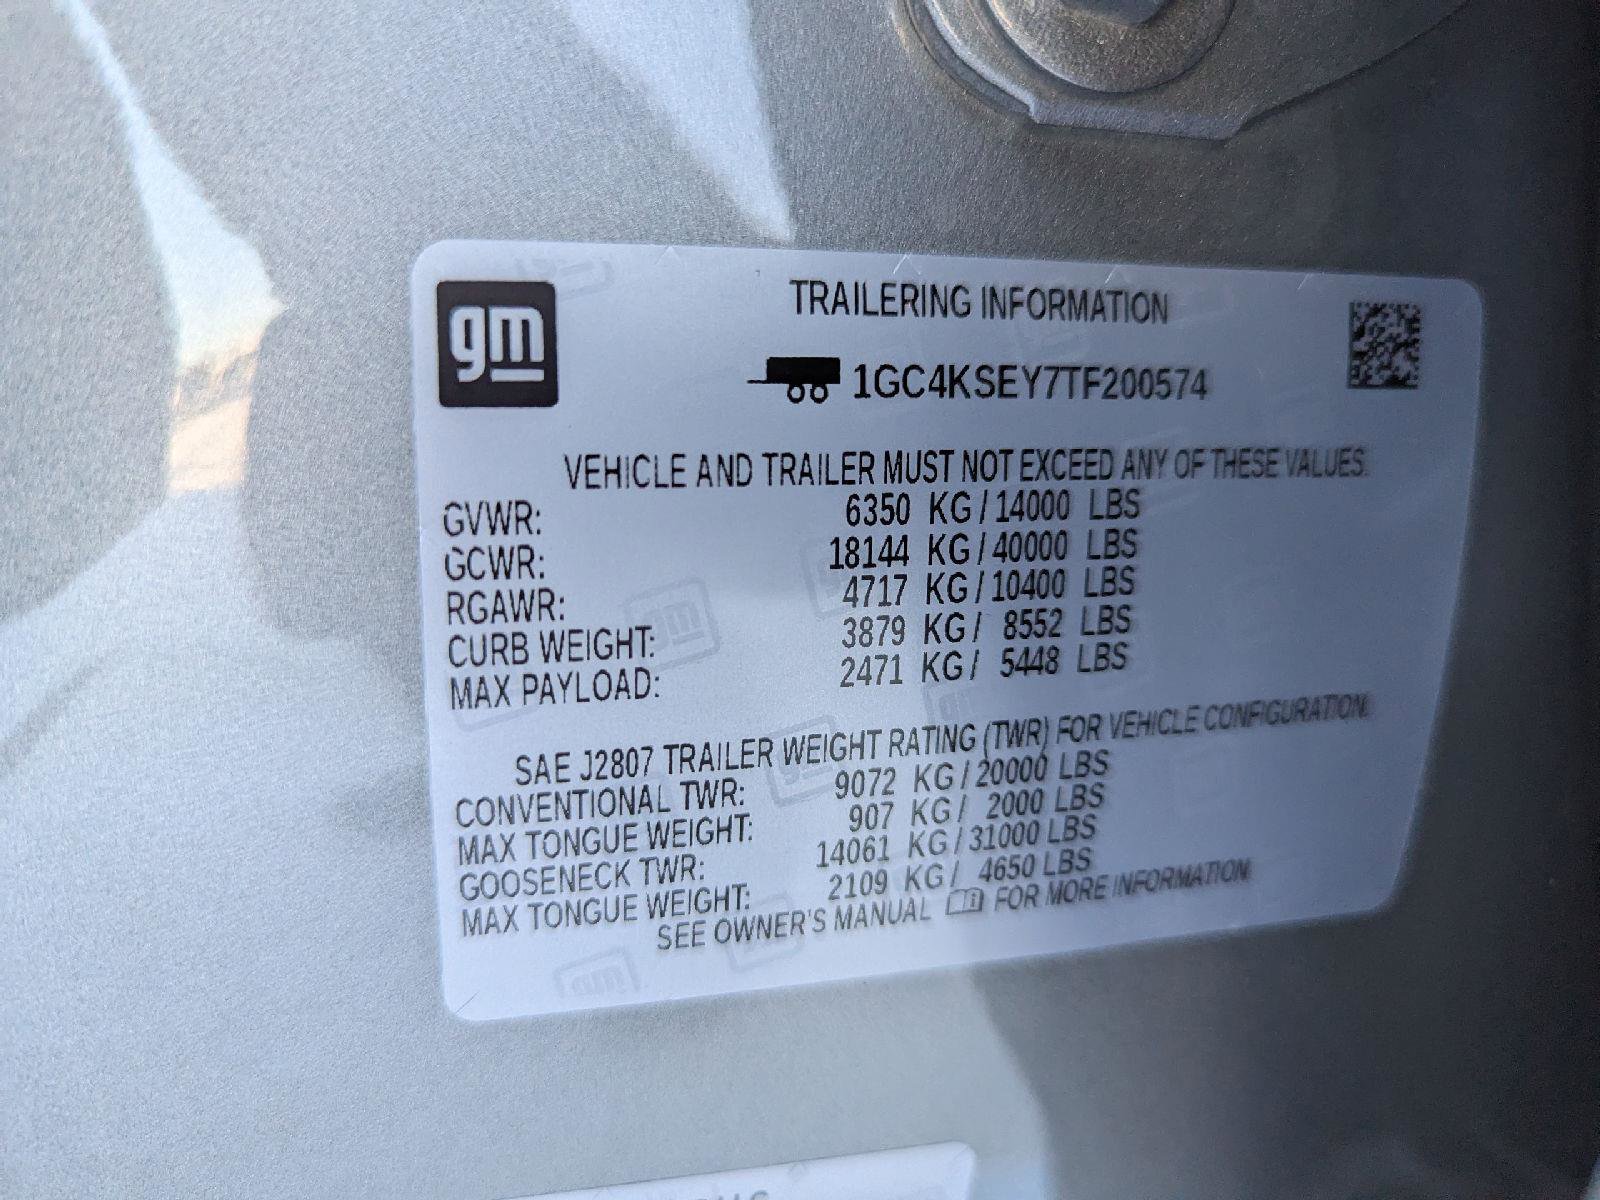 gm
TRAILERING INFORMATION
1GC4KSEY7TF200574
VEHICLE AND TRAILER MUST NOT EXCEED ANY OF THESE VALUES.
GVWR: 6350 KG / 14000 LBS
GCWR: 18144 KG / 40000 LBS
RGAWR: 4717 KG / 10400 LBS
CURB WEIGHT: 3879 KG / 8552 LBS
MAX PAYLOAD: 2471 KG / 5448 LBS
SAE J2807 TRAILER WEIGHT RATING (TWR) FOR VEHICLE CONFIGURATION.
CONVENTIONAL TWR: 9072 KG / 20000 LBS
MAX TONGUE WEIGHT: 907 KG / 2000 LBS
GOOSENECK TWR: 14061 KG / 31000 LBS
MAX TONGUE WEIGHT: 2109 KG / 4650 LBS
SEE OWNER'S MANUAL FOR MORE INFORMATION